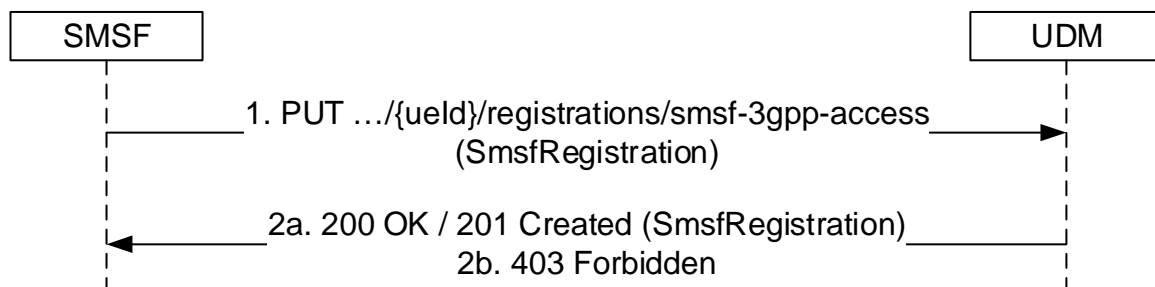 SMSF
UDM
1. PUT …/{ueId}/registrations/smsf-3gpp-access
(SmsfRegistration)
2a. 200 OK / 201 Created (SmsfRegistration)
2b. 403 Forbidden